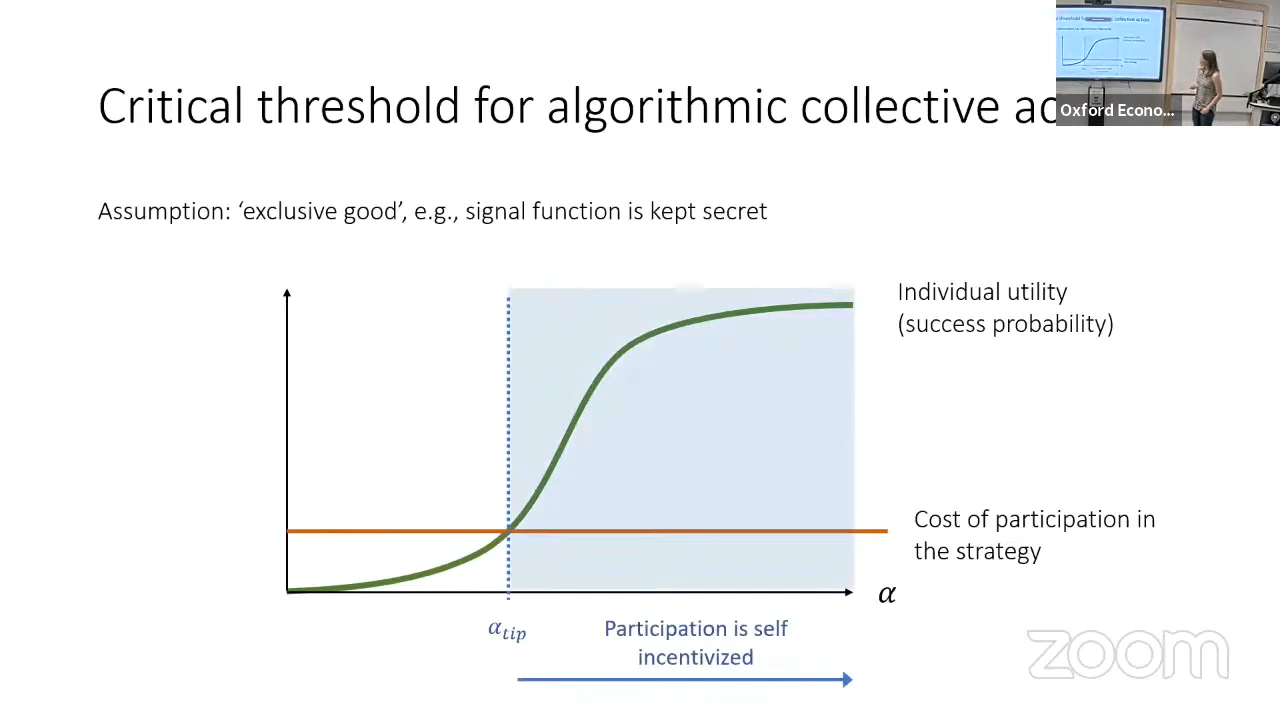 Critical threshold for algorithmic collective ac
Oxford Econo...
Assumption: ‘exclusive good’, e.g., signal function is kept secret
Individual utility
(success probability)
Cost of participation in
the strategy
α
α_tip
Participation is self
incentivized
zoom